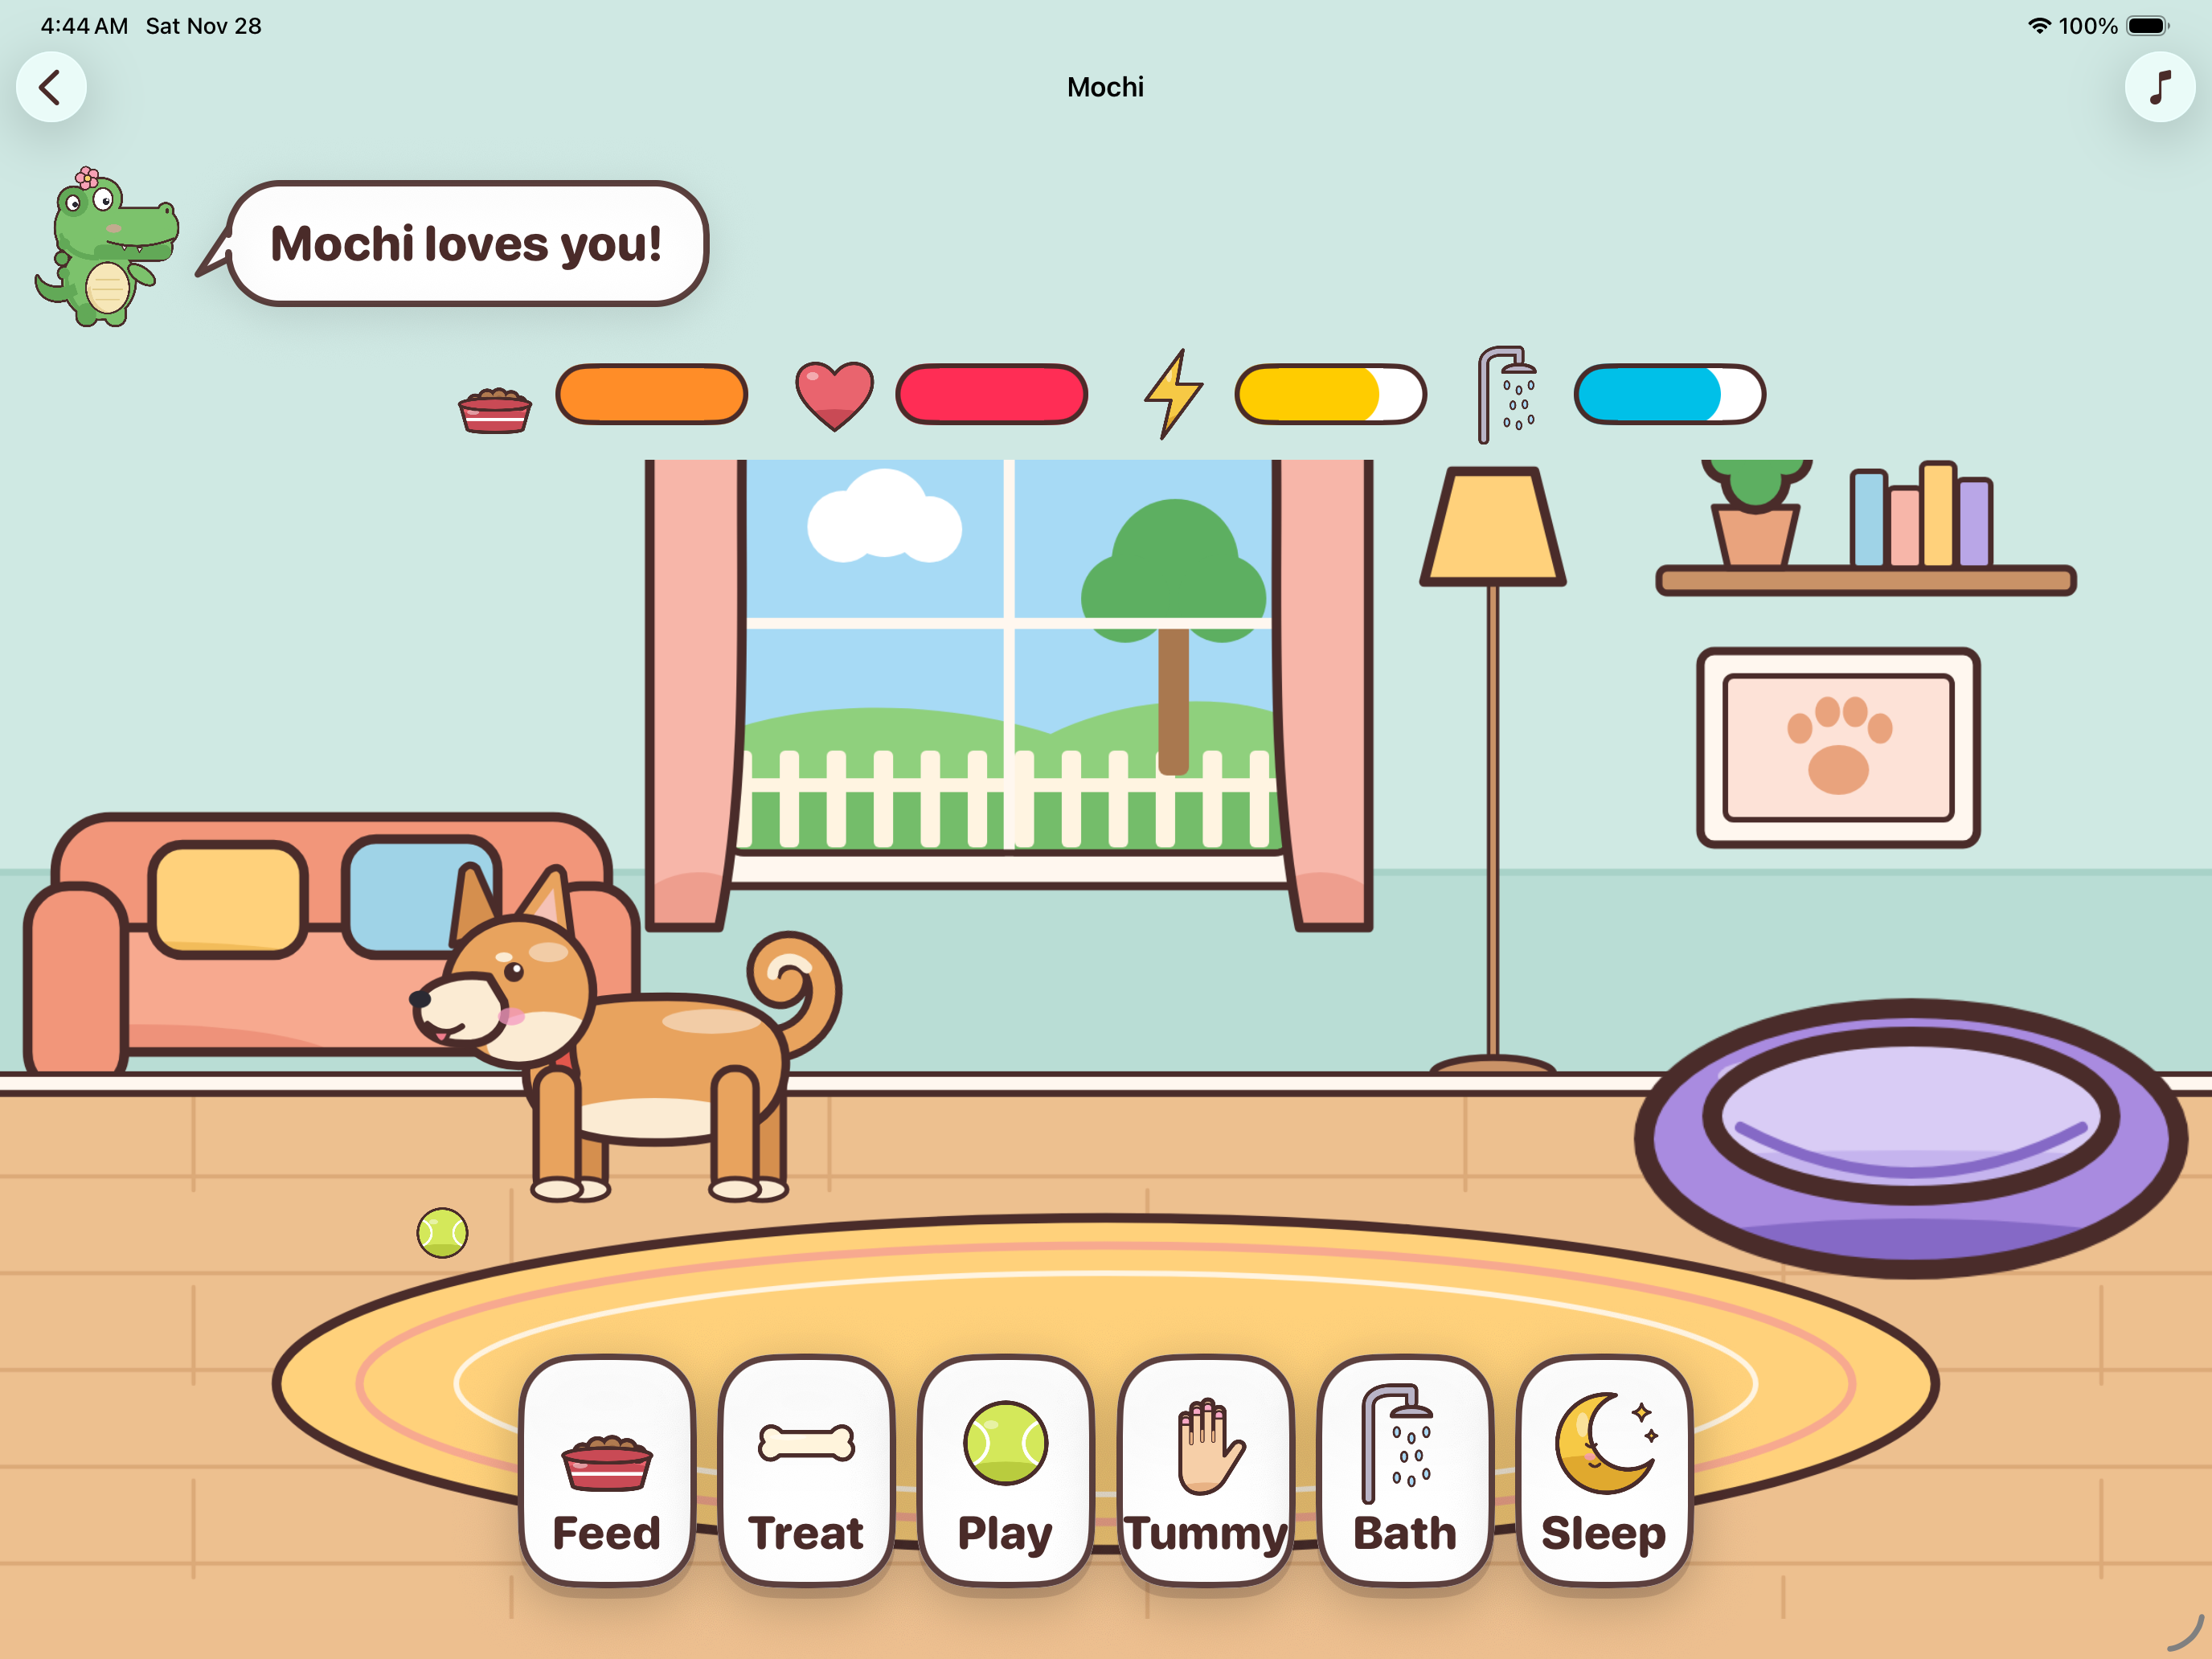 4:44 AM Sat Nov 28
100%
Mochi
Mochi loves you!
Feed
Treat
Play
Tummy
Bath
Sleep